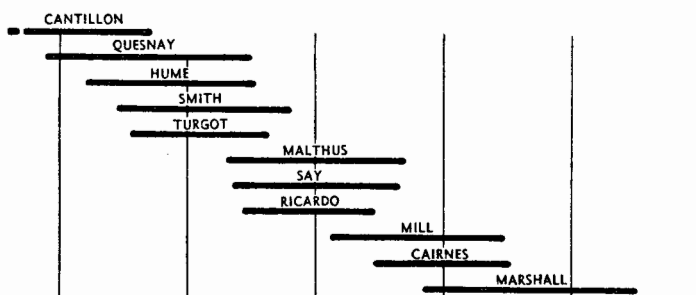 CANTILLON
QUESNAY
HUME
SMITH
TURGOT
MALTHUS
SAY
RICARDO
MILL
CAIRNES
MARSHALL